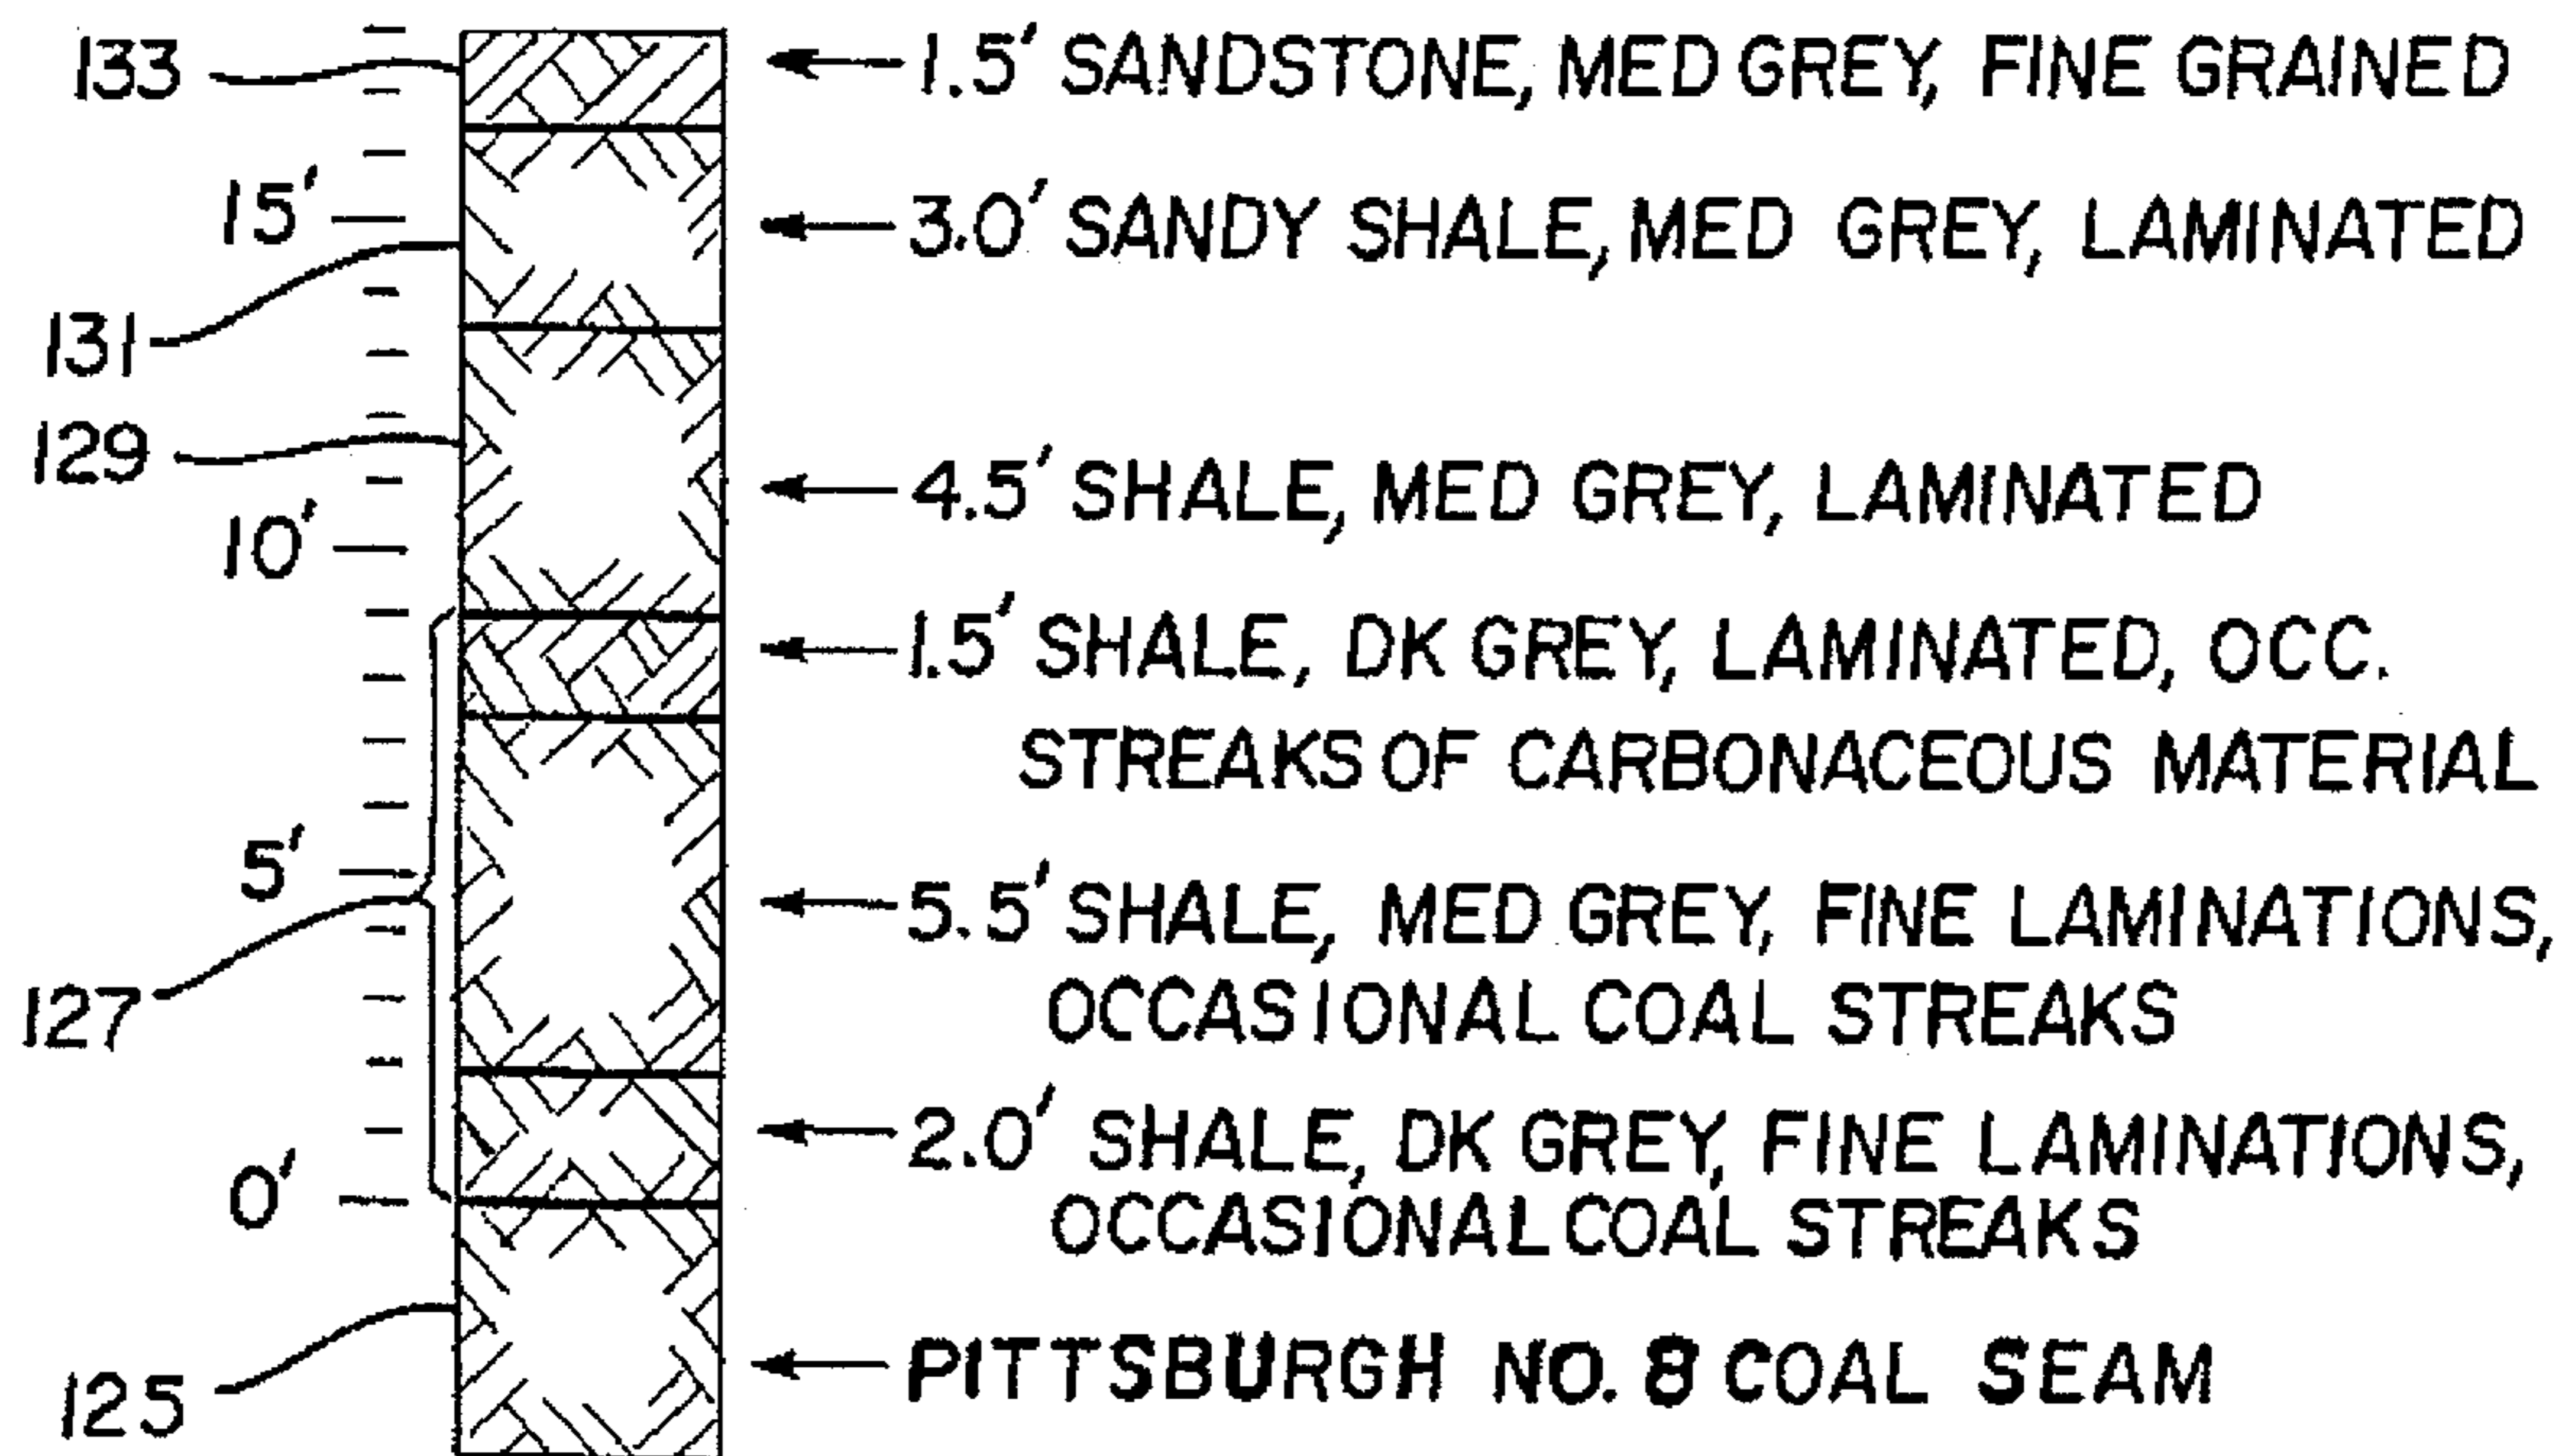 133
1.5' SANDSTONE, MED GREY, FINE GRAINED
15'
3.0' SANDY SHALE, MED GREY, LAMINATED
131
129
4.5' SHALE, MED GREY, LAMINATED
10'
1.5' SHALE, DK GREY, LAMINATED, OCC.
STREAKS OF CARBONACEOUS MATERIAL
5'
5.5' SHALE, MED GREY, FINE LAMINATIONS,
OCCASIONAL COAL STREAKS
127
2.0' SHALE, DK GREY, FINE LAMINATIONS,
OCCASIONAL COAL STREAKS
0'
PITTSBURGH NO. 8 COAL SEAM
125